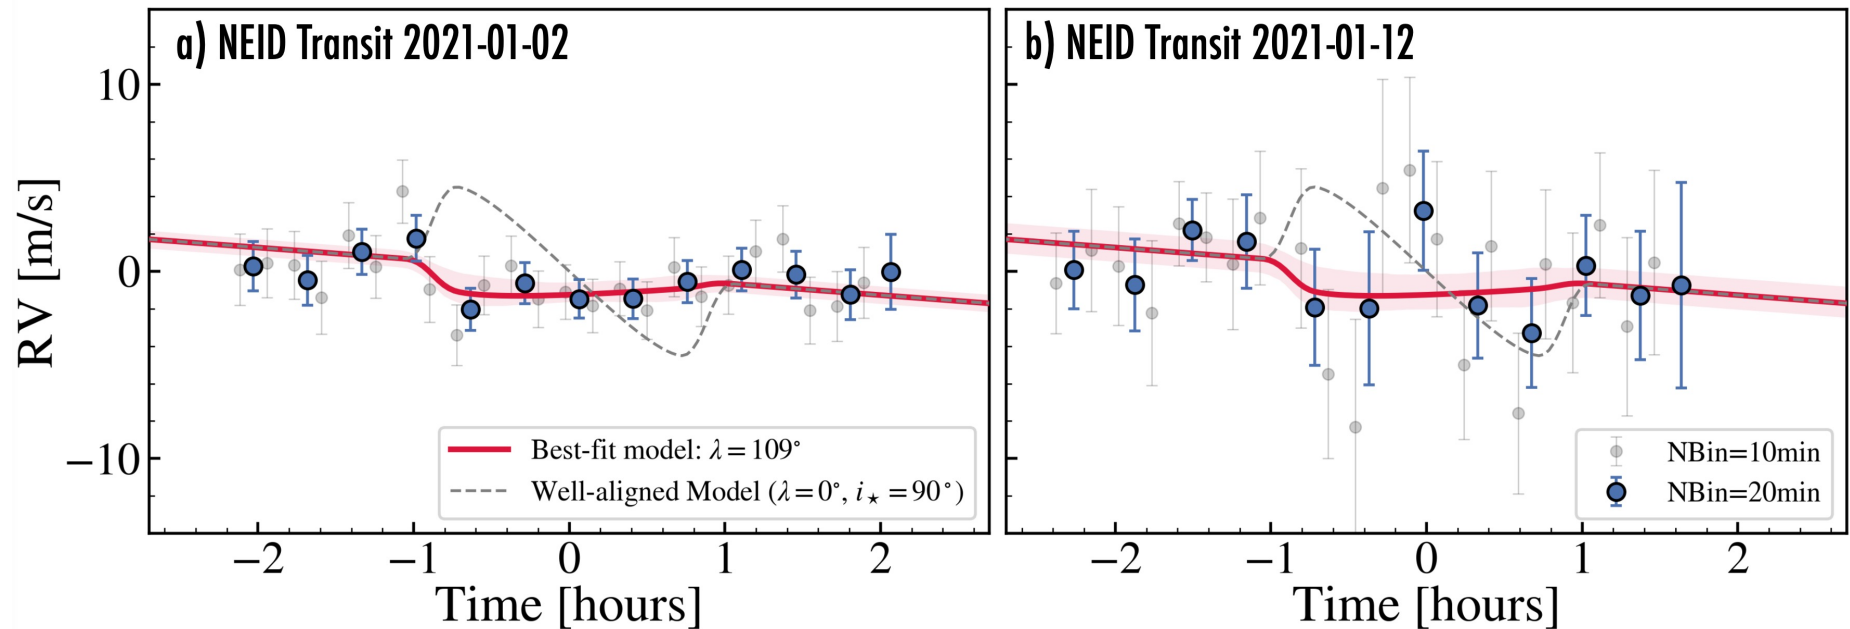 a) NEID Transit 2021-01-02
b) NEID Transit 2021-01-12
RV [m/s]
10
0
−10
Best-fit model: λ = 109°
Well-aligned Model (λ = 0°, i⋆ = 90°)
NBin=10min
NBin=20min
−2 −1 0 1 2
−2 −1 0 1 2
Time [hours]
Time [hours]